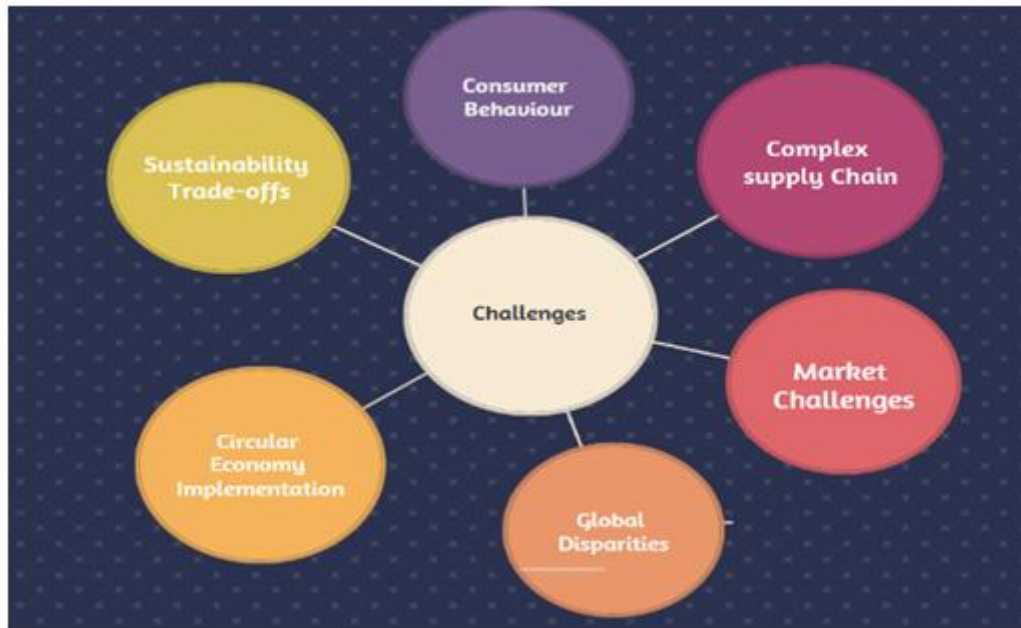 Consumer
Behaviour
Sustainability
Trade-offs
Complex
supply Chain
Challenges
Market
Challenges
Circular
Economy
Implementation
Global
Disparities